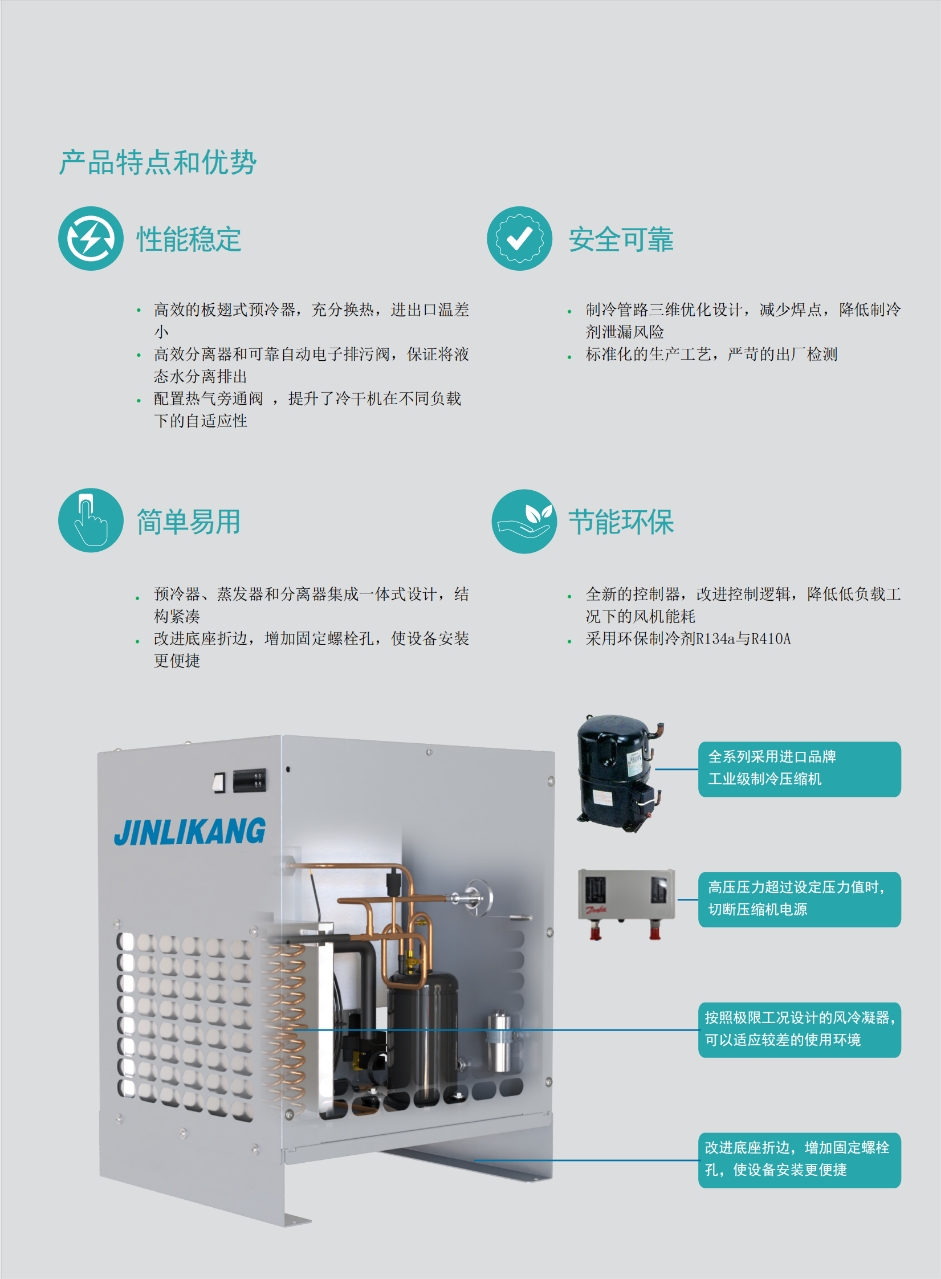 产品特点和优势
性能稳定
• 高效的板翅式预冷器，充分换热，进出口温差
小
• 高效分离器和可靠自动电子排污阀，保证将液
态水分离排出
• 配置热气旁通阀 ，提升了冷干机在不同负载
下的自适应性
安全可靠
• 制冷管路三维优化设计，减少焊点，降低制冷
剂泄漏风险
• 标准化的生产工艺，严苛的出厂检测
简单易用
• 预冷器、蒸发器和分离器集成一体式设计，结
构紧凑
• 改进底座折边，增加固定螺栓孔，使设备安装
更便捷
节能环保
• 全新的控制器，改进控制逻辑，降低低负载工
况下的风机能耗
• 采用环保制冷剂R134a与R410A
JINLIKANG
全系列采用进口品牌
工业级制冷压缩机
Danfoss
高压压力超过设定压力值时，
切断压缩机电源
按照极限工况设计的风冷凝器，
可以适应较差的使用环境
改进底座折边，增加固定螺栓
孔，使设备安装更便捷